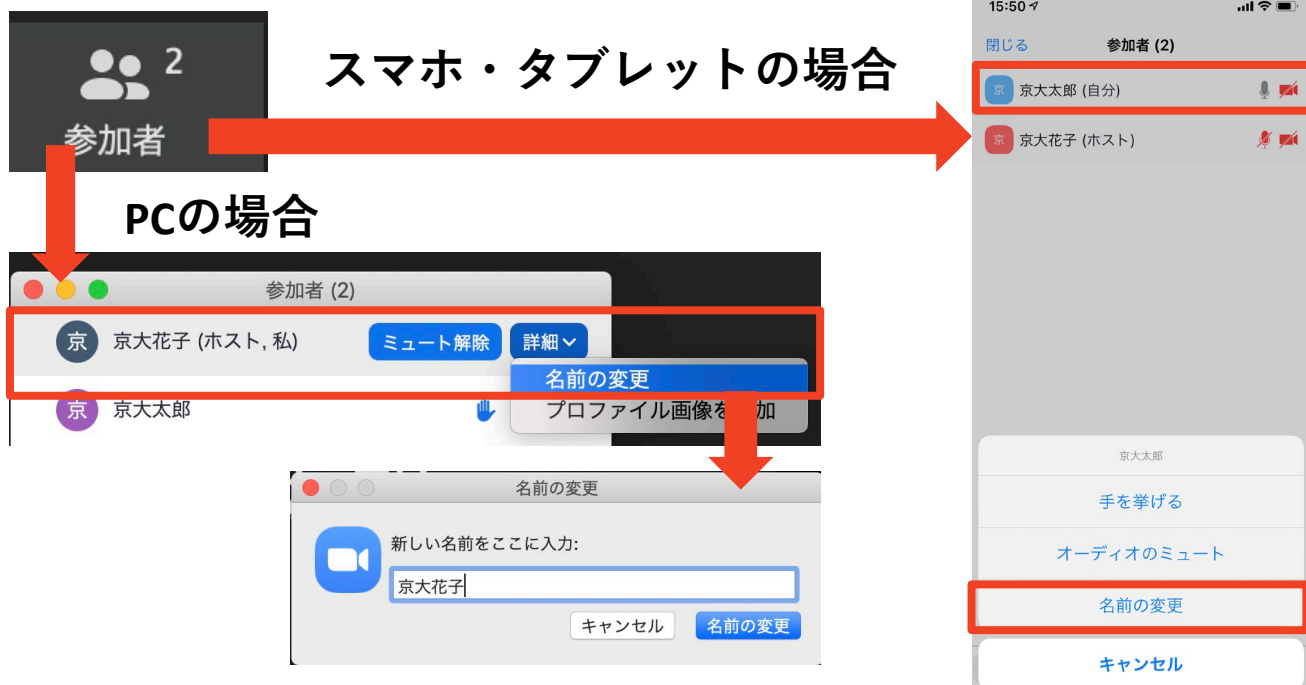 2
参加者
スマホ・タブレットの場合
PCの場合
参加者 (2)
京 京大花子 (ホスト, 私) ミュート解除 詳細
名前の変更
京 京大太郎
プロファイル画像を 加
名前の変更
新しい名前をここに入力:
京大花子
キャンセル 名前の変更
15:50
閉じる 参加者 (2)
京 京大太郎 (自分)
京 京大花子 (ホスト)
京大太郎
手を挙げる
オーディオのミュート
名前の変更
キャンセル